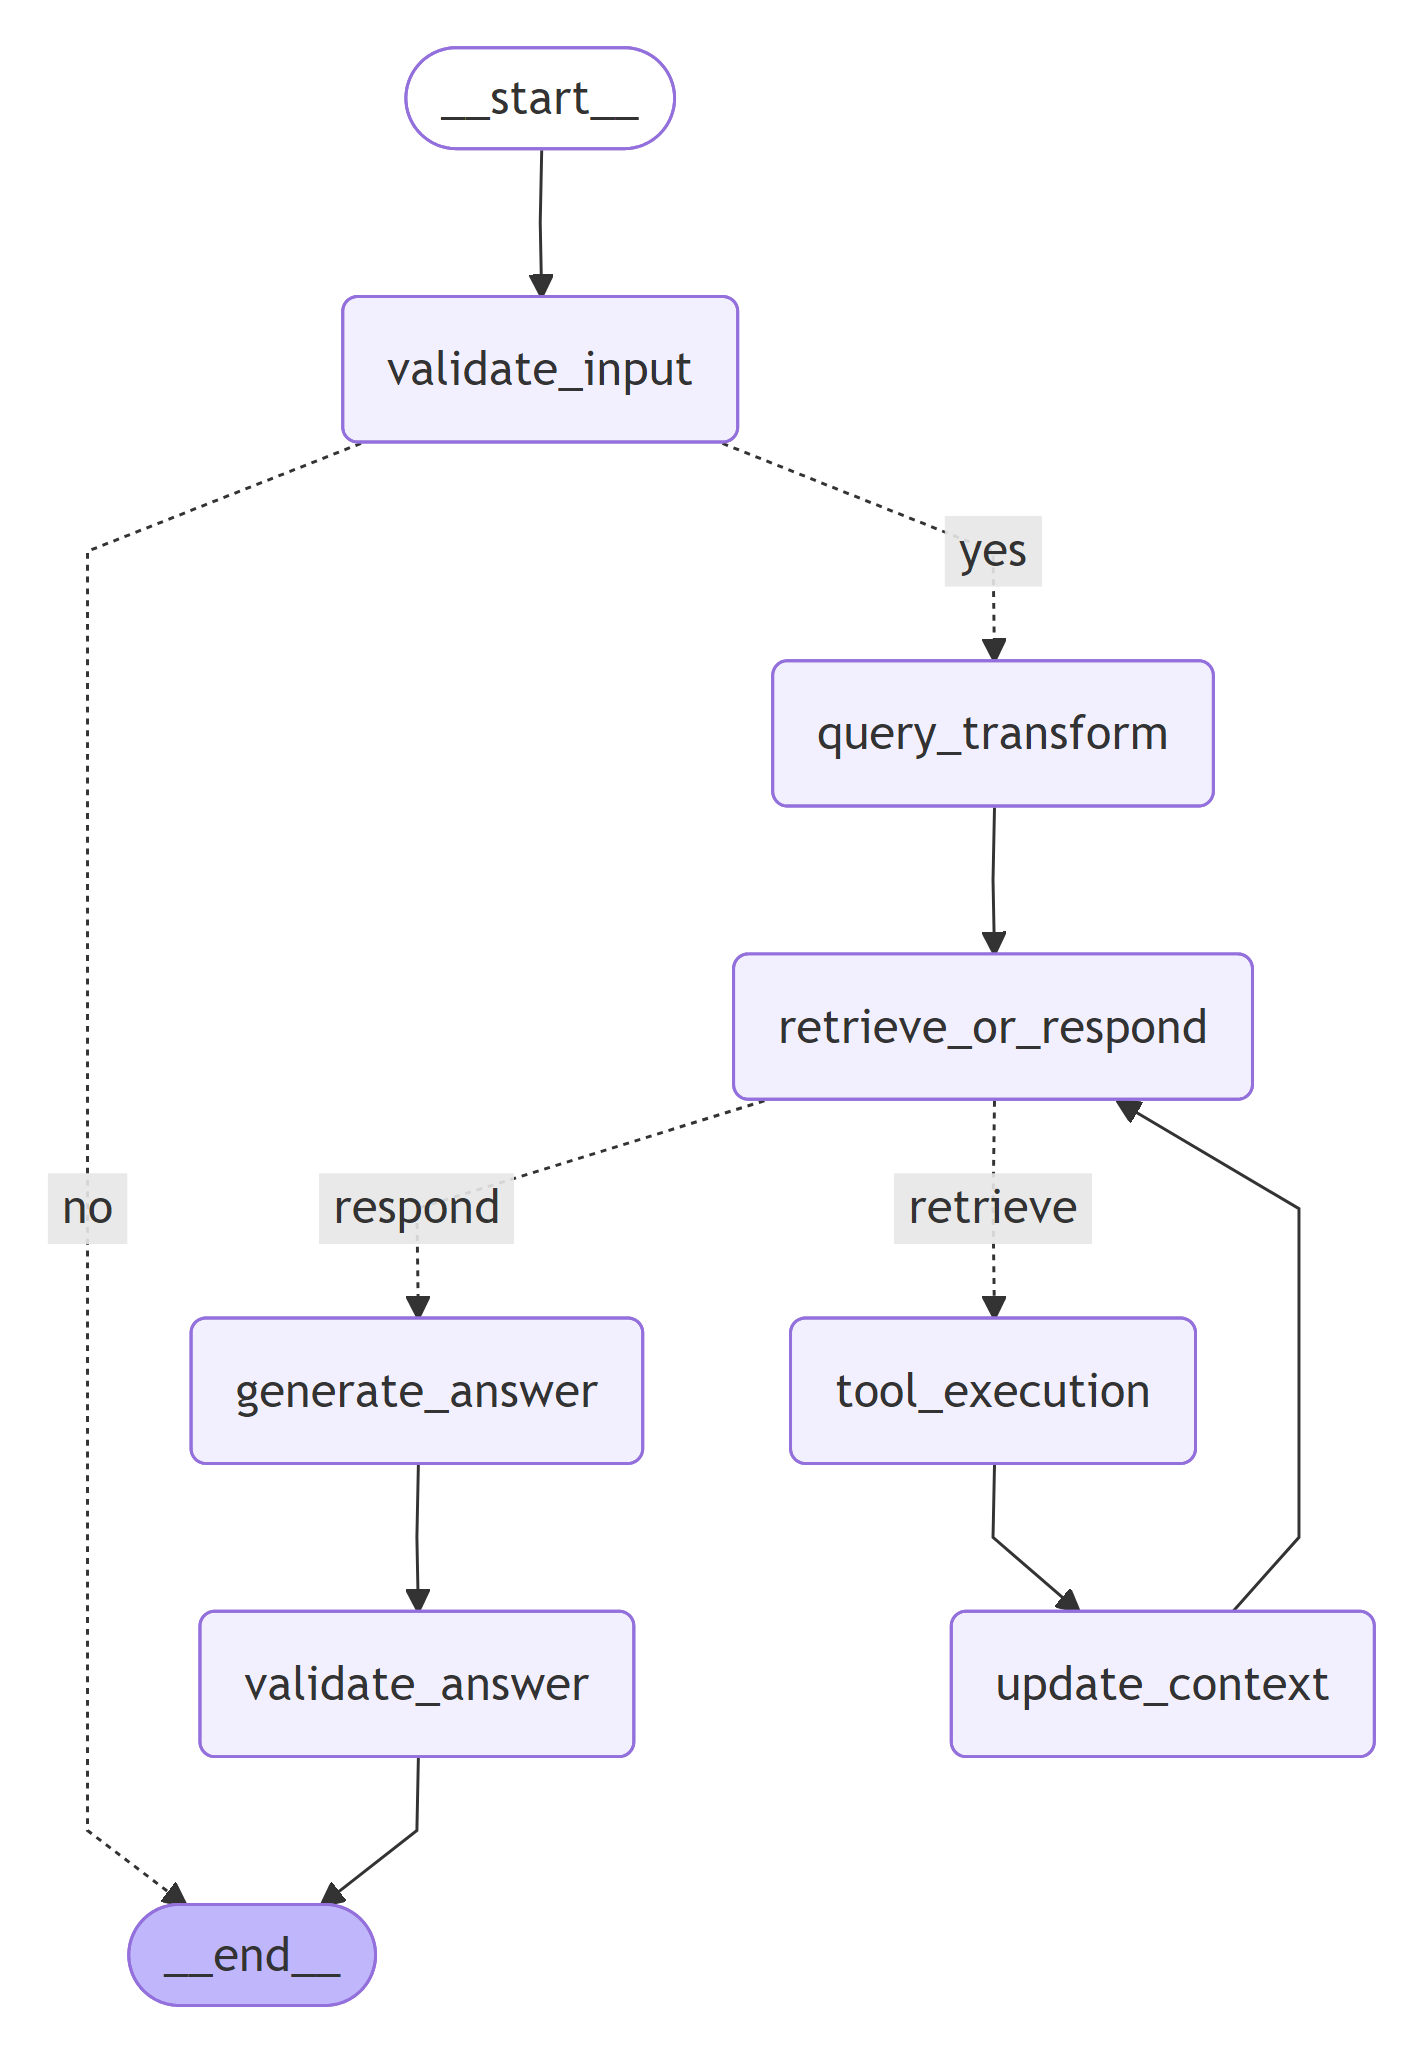 __start__
validate_input
yes
query_transform
retrieve_or_respond
no
respond
retrieve
generate_answer
tool_execution
validate_answer
update_context
__end__